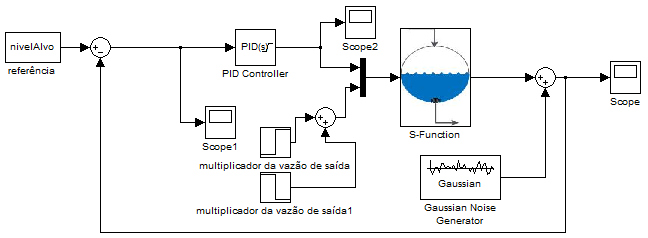 nivelAlvo
referência
PID(s)
PID Controller
Scope2
Scope1
multiplicador da vazão de saída
multiplicador da vazão de saída1
S-Function
Gaussian
Gaussian Noise
Generator
Scope